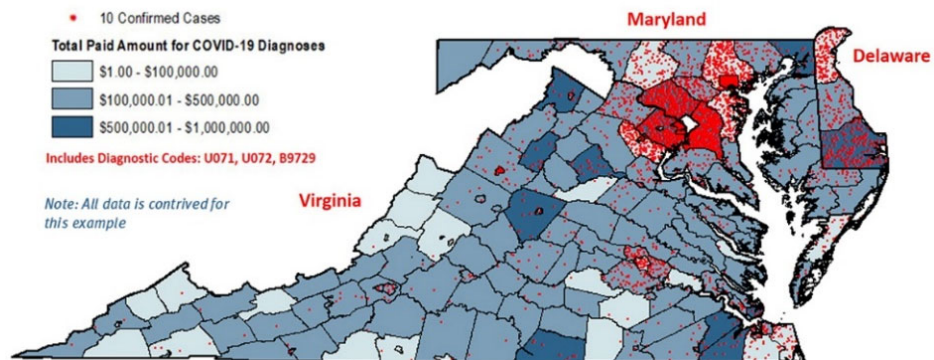 10 Confirmed Cases
Total Paid Amount for COVID-19 Diagnoses
$1.00 - $100,000.00
$100,000.01 - $500,000.00
$500,000.01 - $1,000,000.00
Includes Diagnostic Codes: U071, U072, B9729
Note: All data is contrived for
this example
Maryland
Delaware
Virginia